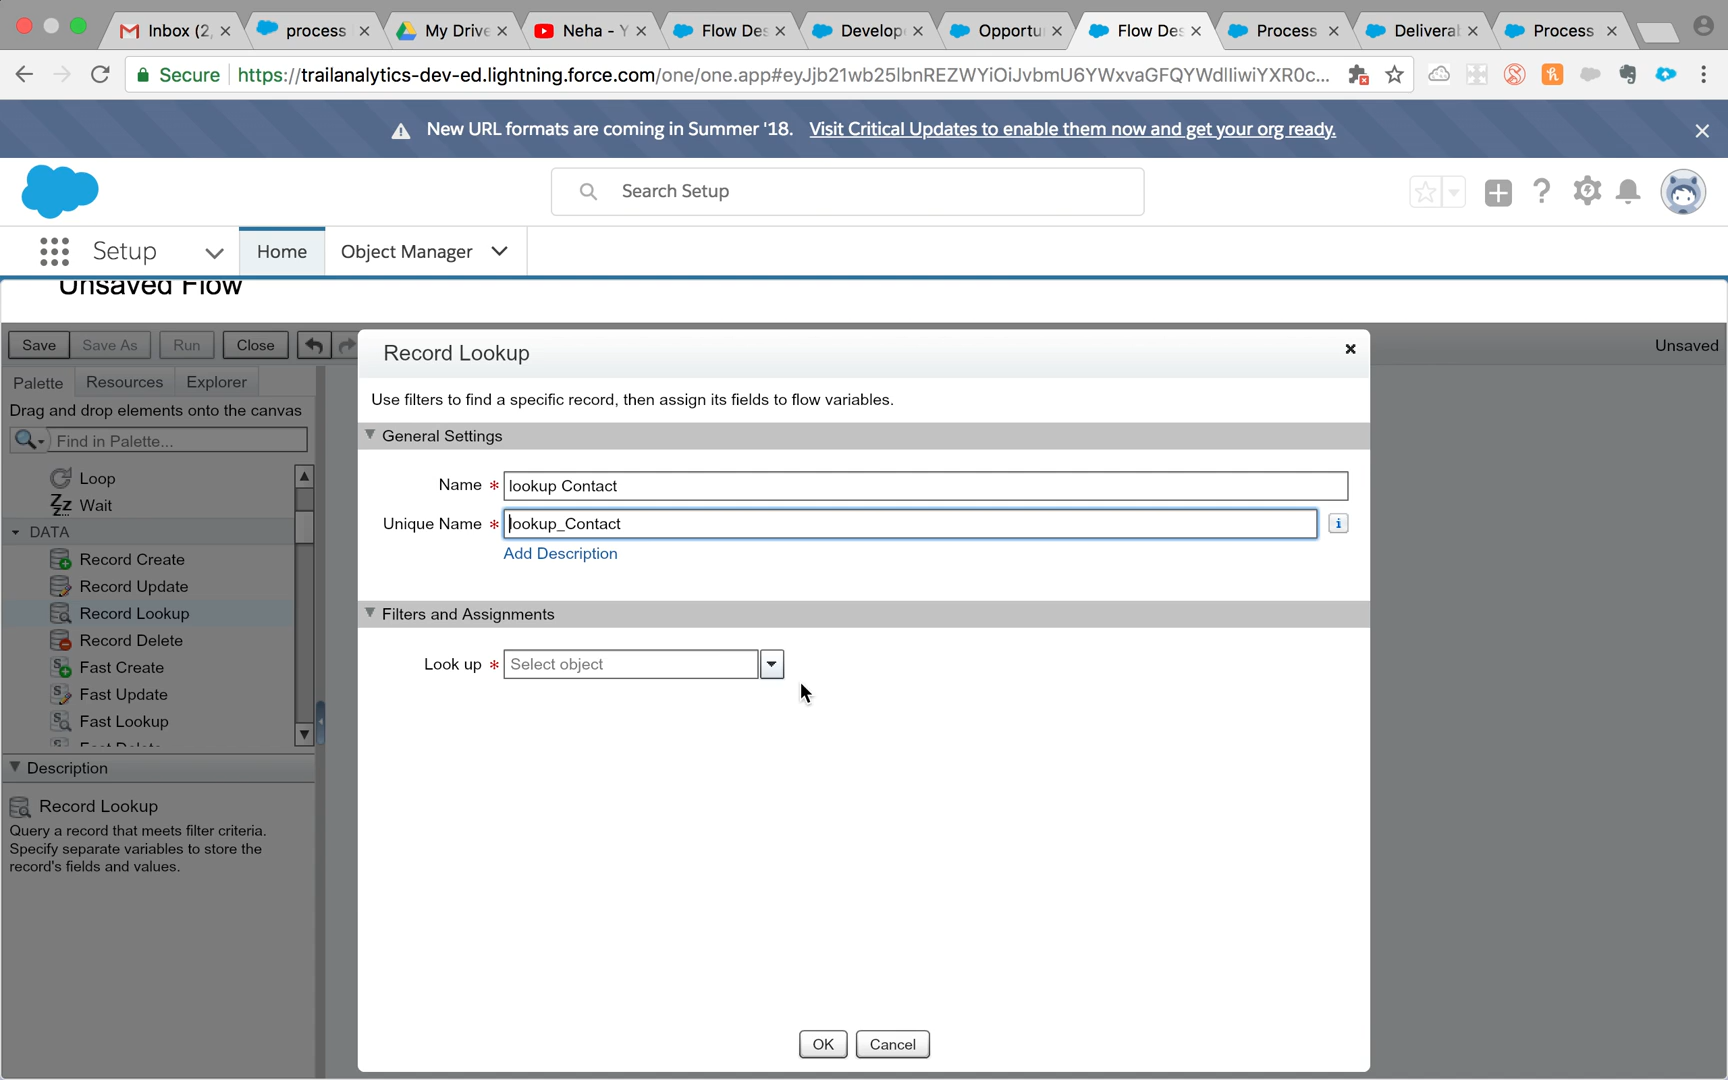 Inbox (2,
process
My Drive
Neha - Y
Flow Des
Develop
Opportu
Flow Des
Process
Deliveral
Process
Secure https://trailanalytics-dev-ed.lightning.force.com/one/one.app#eyJjb21wb25lbnREZWYiOiJvbmU6YWxvaGFQYWdlIiwiYXR0c...
New URL formats are coming in Summer '18. Visit Critical Updates to enable them now and get your org ready.
Search Setup
Setup
Home
Object Manager
Unsaved Flow
Save
Save As
Run
Close
Unsaved
Palette
Resources
Explorer
Drag and drop elements onto the canvas
Find in Palette...
Loop
Wait
DATA
Record Create
Record Update
Record Lookup
Record Delete
Fast Create
Fast Update
Fast Lookup
Fast Delete
Description
Record Lookup
Query a record that meets filter criteria.
Specify separate variables to store the
record's fields and values.
Record Lookup
Use filters to find a specific record, then assign its fields to flow variables.
General Settings
Name * lookup Contact
Unique Name * lookup_Contact
Add Description
Filters and Assignments
Look up * Select object
OK
Cancel